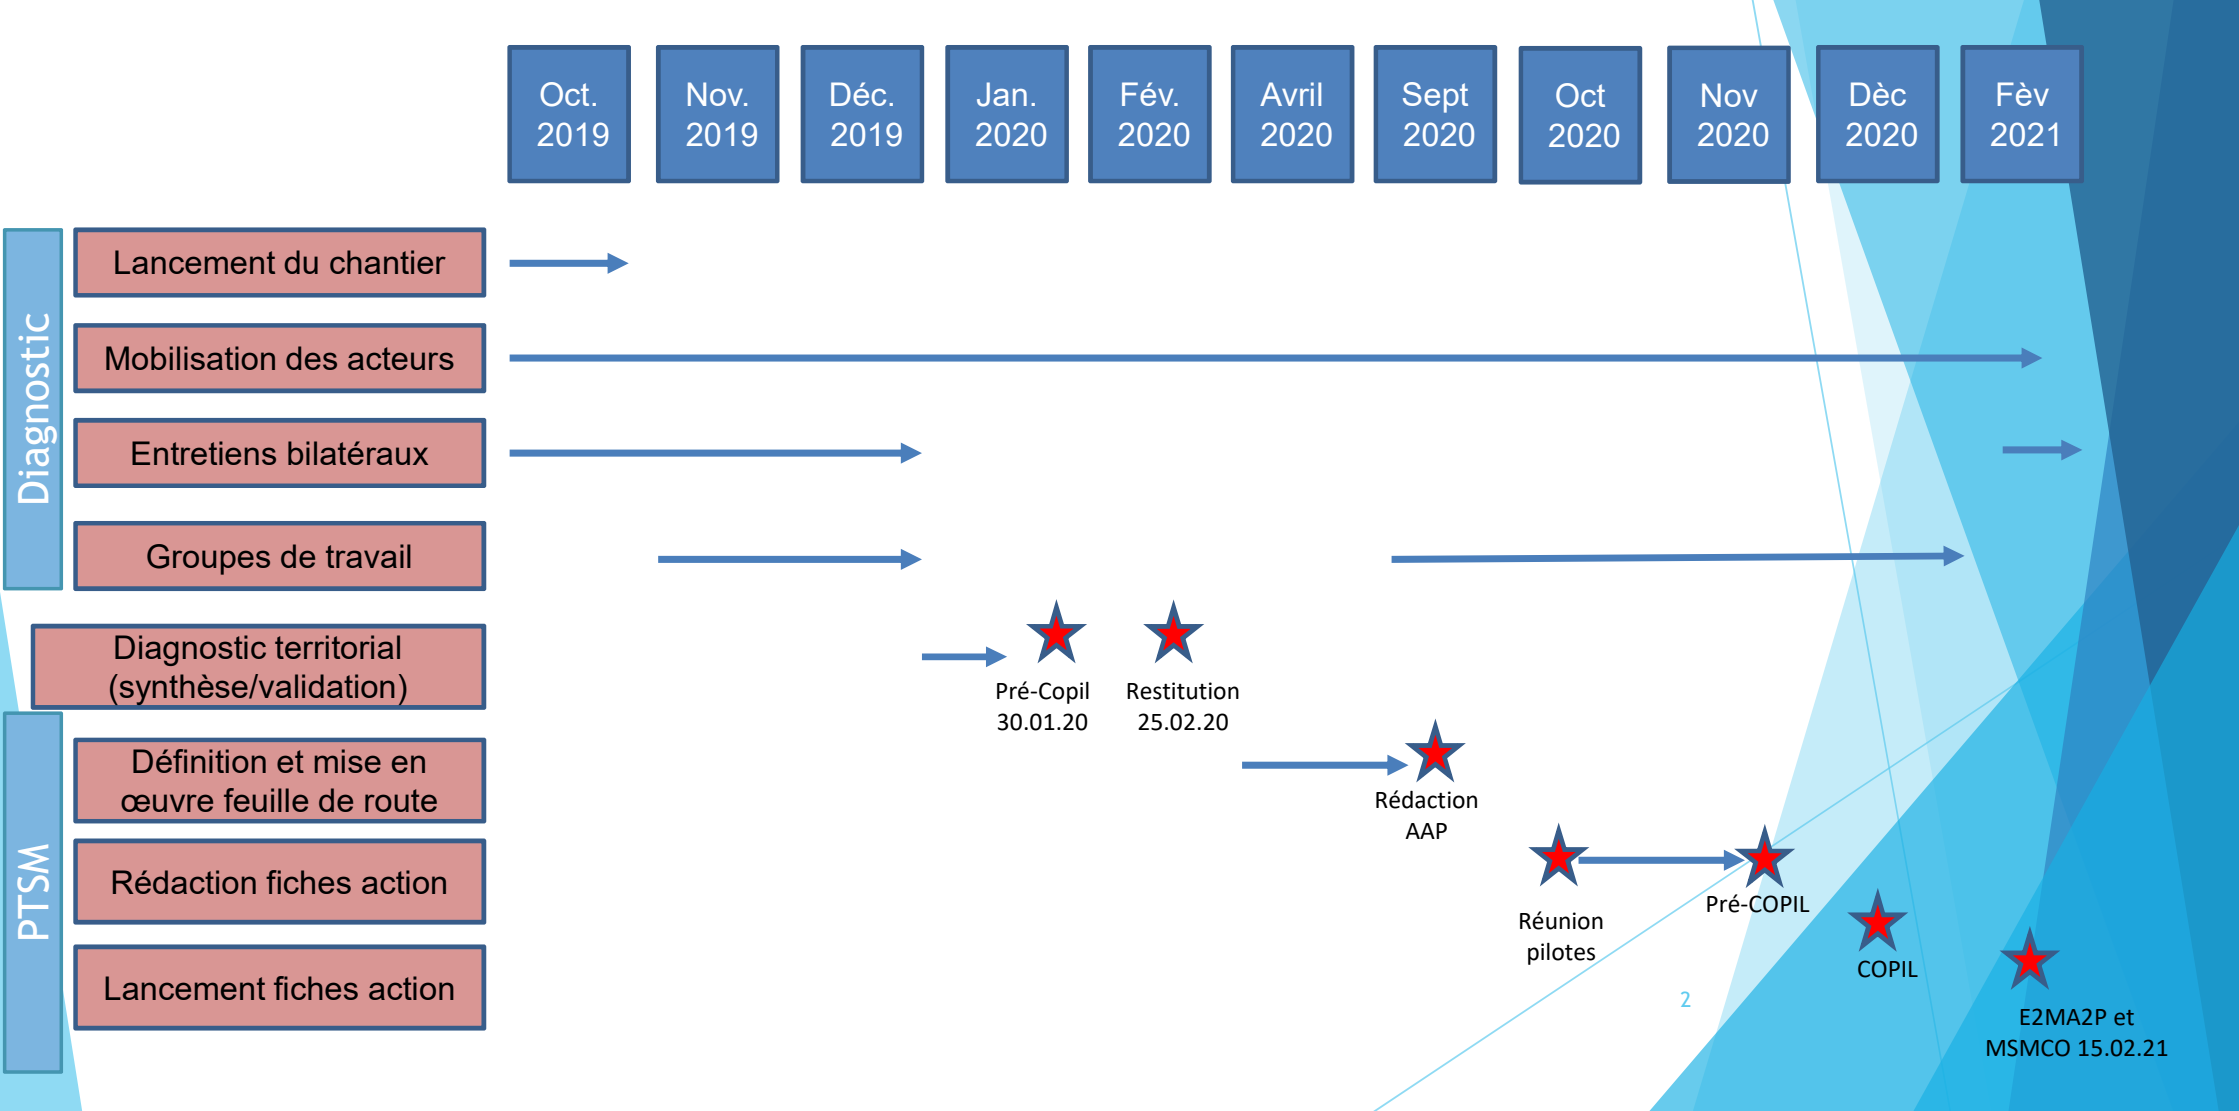 Oct.
2019
Nov.
2019
Déc.
2019
Jan.
2020
Fév.
2020
Avril
2020
Sept
2020
Oct
2020
Nov
2020
Dèc
2020
Fèv
2021
Diagnostic
Lancement du chantier
Mobilisation des acteurs
Entretiens bilatéraux
Groupes de travail
Diagnostic territorial
(synthèse/validation)
Pré-Copil
30.01.20
Restitution
25.02.20
PTSM
Définition et mise en
œuvre feuille de route
Rédaction
AAP
Rédaction fiches action
Réunion
pilotes
Pré-COPIL
COPIL
Lancement fiches action
E2MA2P et
MSMCO 15.02.21
2